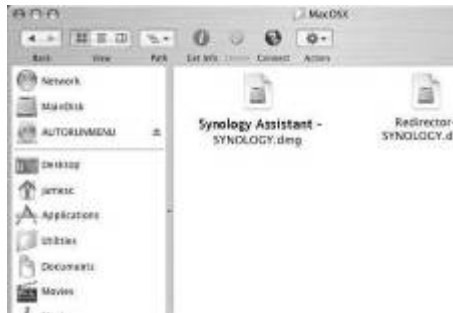 MacOSX
Back View Path Get Info Connect Action
Network
MainDisk
AUTORUNMENU
Desktop
jamesc
Applications
Utilities
Documents
Movies
Synology Assistant –
SYNOLOGY.dmg
Redirector-
SYNOLOGY.d